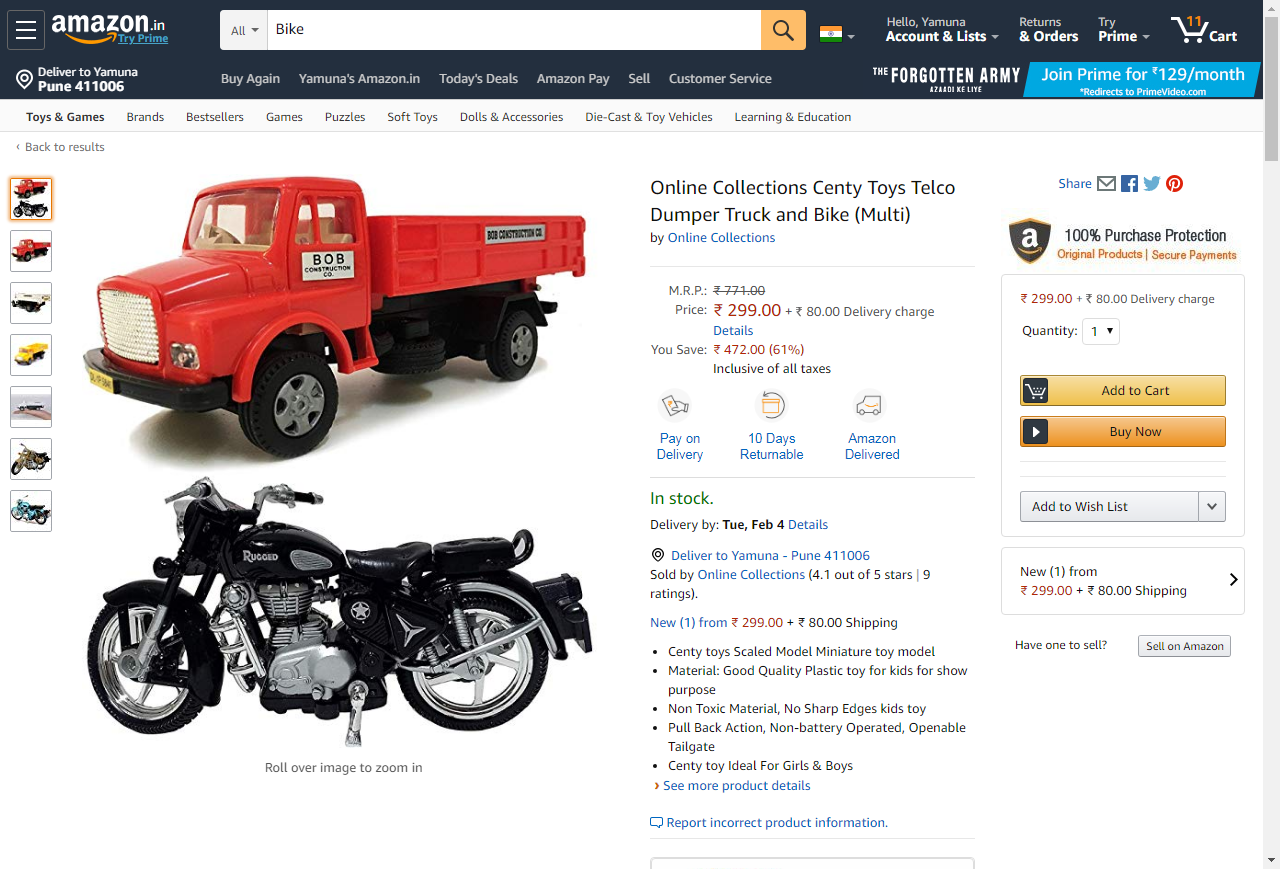 amazon.in
Try Prime
All
Bike
Hello, Yamuna
Account & Lists
Returns
& Orders
Try
Prime
11
Cart
Deliver to Yamuna
Pune 411006
Buy Again
Yamuna's Amazon.in
Today's Deals
Amazon Pay
Sell
Customer Service
THE FORGOTTEN ARMY
AZAADI KE LIYE
Join Prime for ₹129/month
*Redirects to PrimeVideo.com
Toys & Games
Brands
Bestsellers
Games
Puzzles
Soft Toys
Dolls & Accessories
Die-Cast & Toy Vehicles
Learning & Education
‹ Back to results
BOB CONSTRUCTION CO.
BOB
CONSTRUCTION
CO.
RUGGED
Roll over image to zoom in
Online Collections Centy Toys Telco
Dumper Truck and Bike (Multi)
by Online Collections
M.R.P.: ₹ 771.00
Price: ₹ 299.00 + ₹ 80.00 Delivery charge
Details
You Save: ₹ 472.00 (61%)
Inclusive of all taxes
Pay on
Delivery
10 Days
Returnable
Amazon
Delivered
In stock.
Delivery by: Tue, Feb 4 Details
Deliver to Yamuna - Pune 411006
Sold by Online Collections (4.1 out of 5 stars | 9
ratings).
New (1) from ₹ 299.00 + ₹ 80.00 Shipping
• Centy toys Scaled Model Miniature toy model
• Material: Good Quality Plastic toy for kids for show
purpose
• Non Toxic Material, No Sharp Edges kids toy
• Pull Back Action, Non-battery Operated, Openable
Tailgate
• Centy toy Ideal For Girls & Boys
› See more product details
Report incorrect product information.
Share
a
100% Purchase Protection
Original Products | Secure Payments
₹ 299.00 + ₹ 80.00 Delivery charge
Quantity: 1
Add to Cart
Buy Now
Add to Wish List
New (1) from
₹ 299.00 + ₹ 80.00 Shipping
Have one to sell?
Sell on Amazon